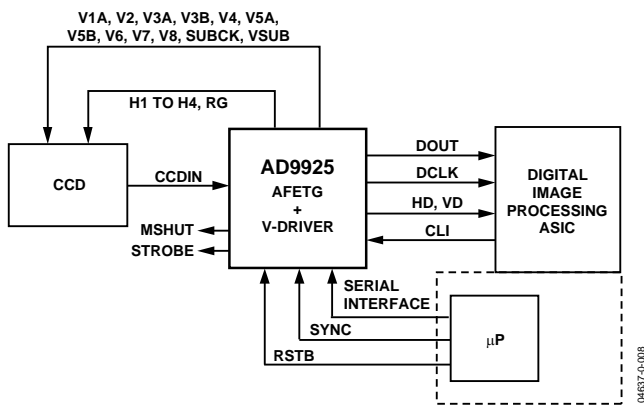 V1A, V2, V3A, V3B, V4, V5A,
V5B, V6, V7, V8, SUBCK, VSUB
H1 TO H4, RG
CCD
CCDIN
AD9925
AFETG
+
V-DRIVER
MSHUT
STROBE
DOUT
DCLK
HD, VD
CLI
DIGITAL
IMAGE
PROCESSING
ASIC
SERIAL
INTERFACE
SYNC
RSTB
μP
04637-0-008